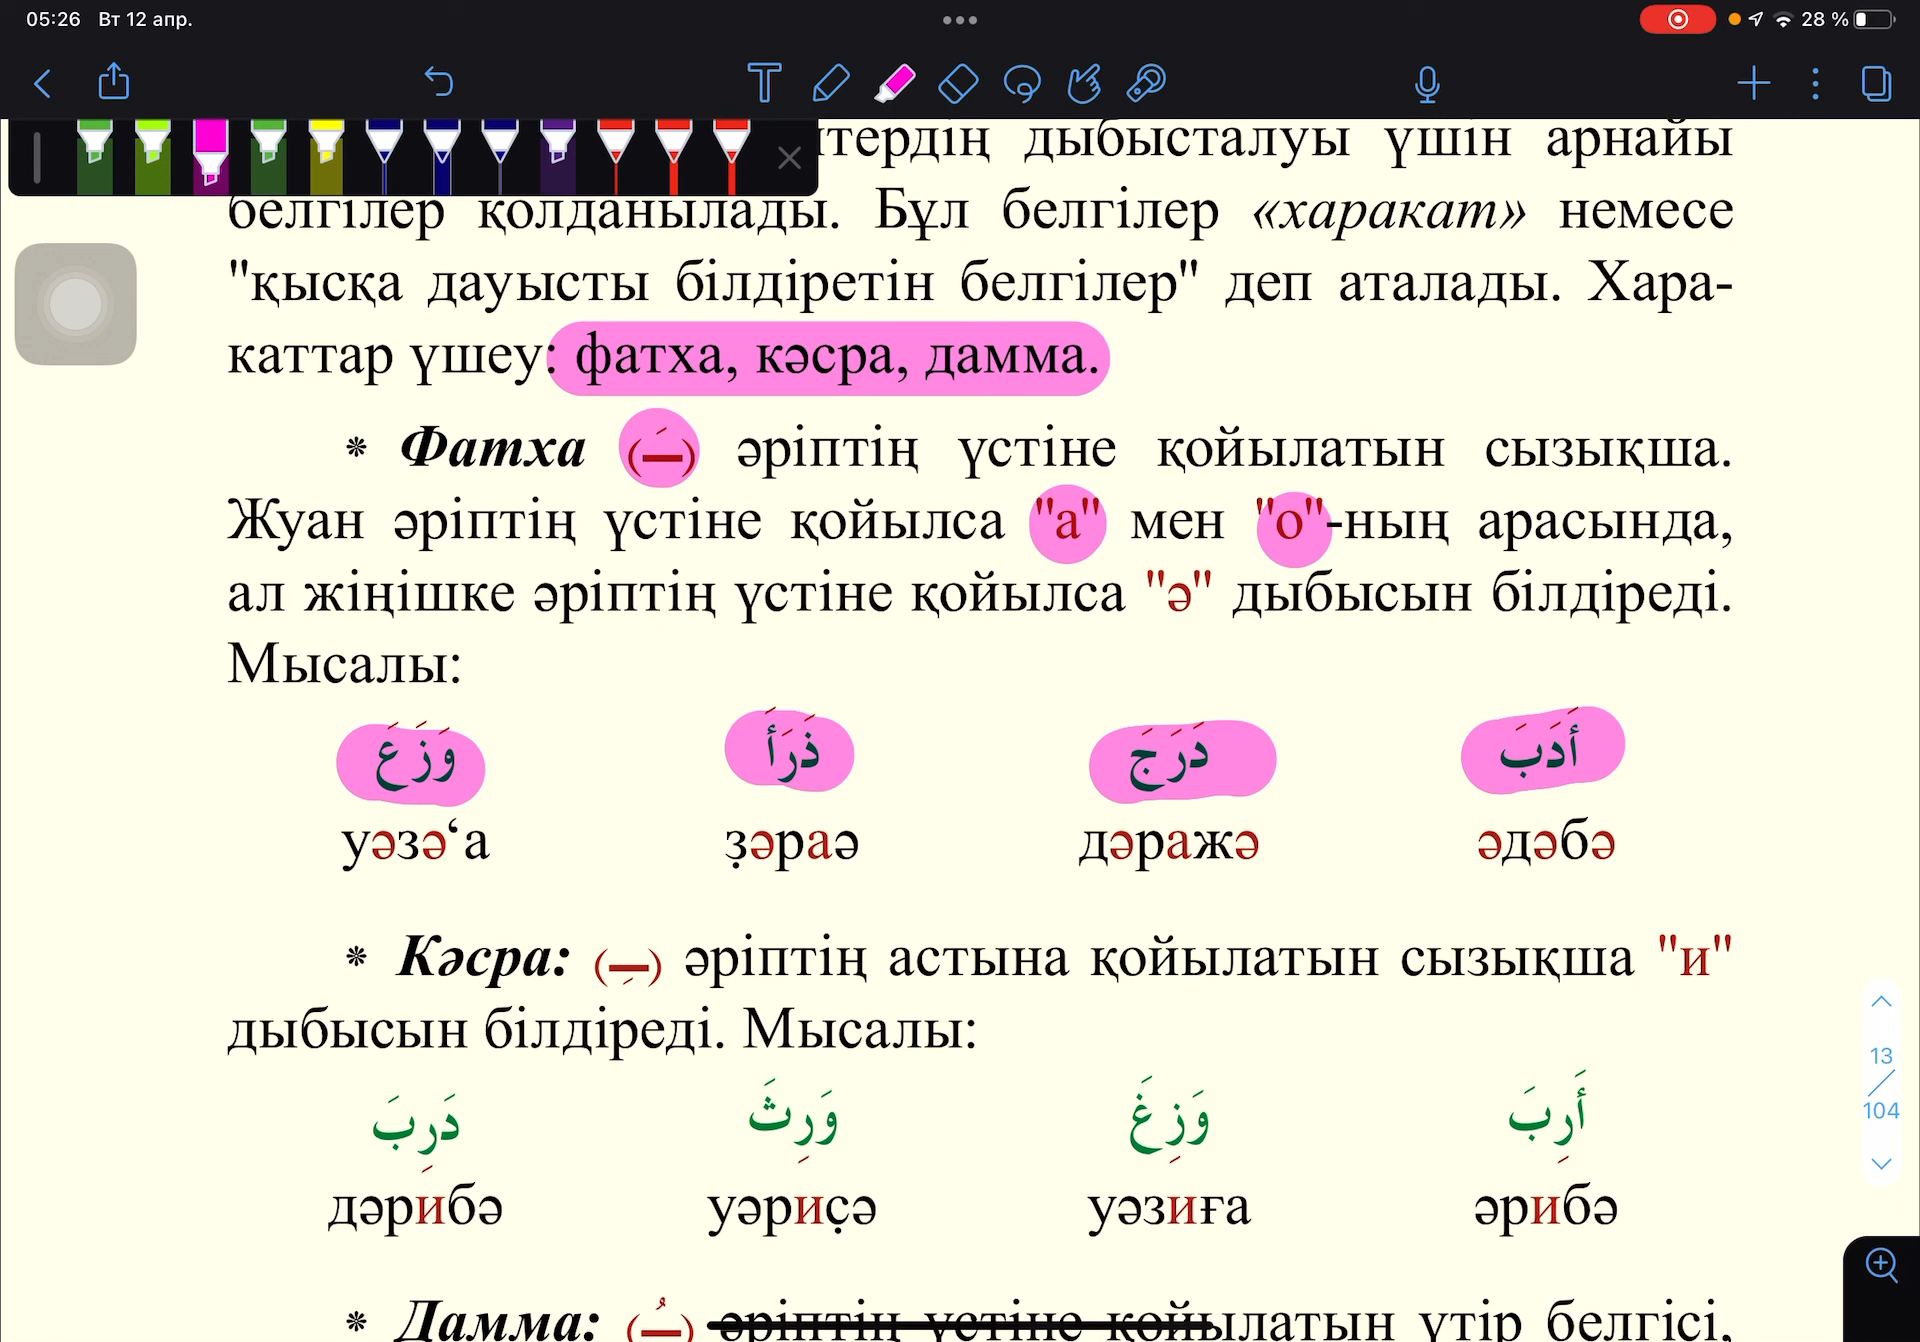 05:26 Вт 12 апр. 28 %
дыбысталуы үшін арнайы
белгілер қолданылады. Бұл белгілер «харакат» немесе
"қысқа дауысты білдіретін белгілер" деп аталады. Хара-
каттар үшеу: фатха, кәсра, дамма.
* Фатха (ـَ) әріптің үстіне қойылатын сызықша.
Жуан әріптің үстіне қойылса "а" мен "о"-ның арасында,
ал жіңішке әріптің үстіне қойылса "ә" дыбысын білдіреді.
Мысалы:
وَزَعَ ذَرَأَ دَرَجَ أَدَبَ
уәзә‘а з̣әраә дәражә әдәбә
* Кәсра: (ـِ) әріптің астына қойылатын сызықша "и"
дыбысын білдіреді. Мысалы:
13
104
دَرِبَ وَرِثَ وَزِغَ أَرِبَ
дәрибә уәрис̣ә уәзиға әрибә
* Дамма: (ـُ) әріптің үстіне қойылатын үтір белгісі,